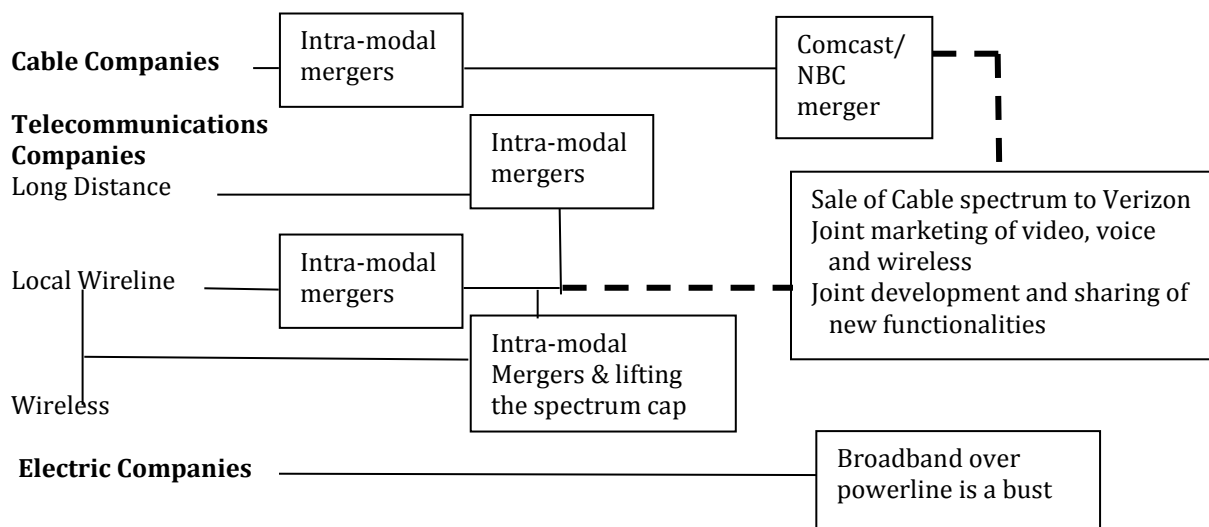 Cable Companies
Intra-modal
mergers
Comcast/
NBC
merger
Telecommunications
Companies
Long Distance
Intra-modal
mergers
Sale of Cable spectrum to Verizon
Joint marketing of video, voice
and wireless
Joint development and sharing of
new functionalities
Local Wireline
Intra-modal
mergers
Intra-modal
Mergers & lifting
the spectrum cap
Wireless
Electric Companies
Broadband over
powerline is a bust